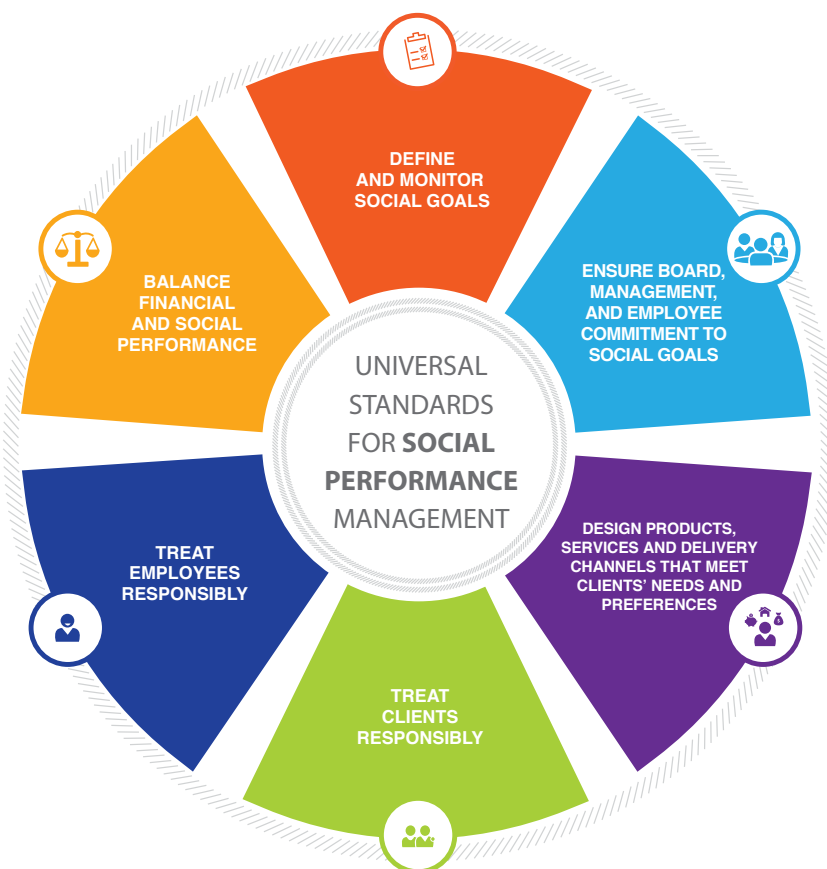 DEFINE
AND MONITOR
SOCIAL GOALS
ENSURE BOARD,
MANAGEMENT,
AND EMPLOYEE
COMMITMENT TO
SOCIAL GOALS
DESIGN PRODUCTS,
SERVICES AND DELIVERY
CHANNELS THAT MEET
CLIENTS’ NEEDS AND
PREFERENCES
TREAT
CLIENTS
RESPONSIBLY
TREAT
EMPLOYEES
RESPONSIBLY
BALANCE
FINANCIAL
AND SOCIAL
PERFORMANCE
UNIVERSAL
STANDARDS
FOR SOCIAL
PERFORMANCE
MANAGEMENT